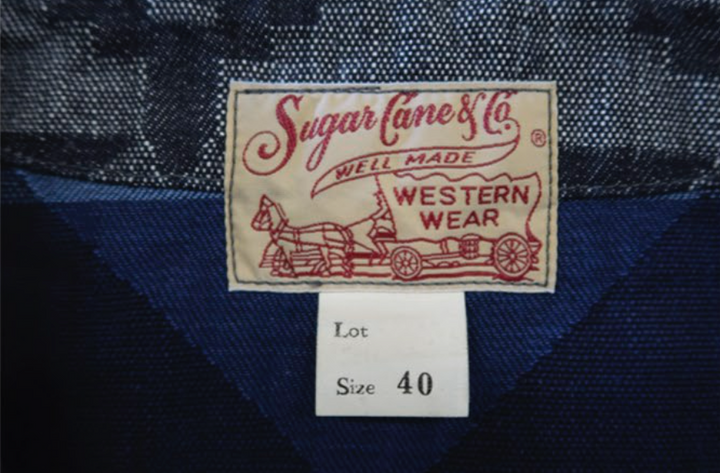 Sugar Cane & Co.
®
WELL MADE
WESTERN
WEAR
Lot
Size 40